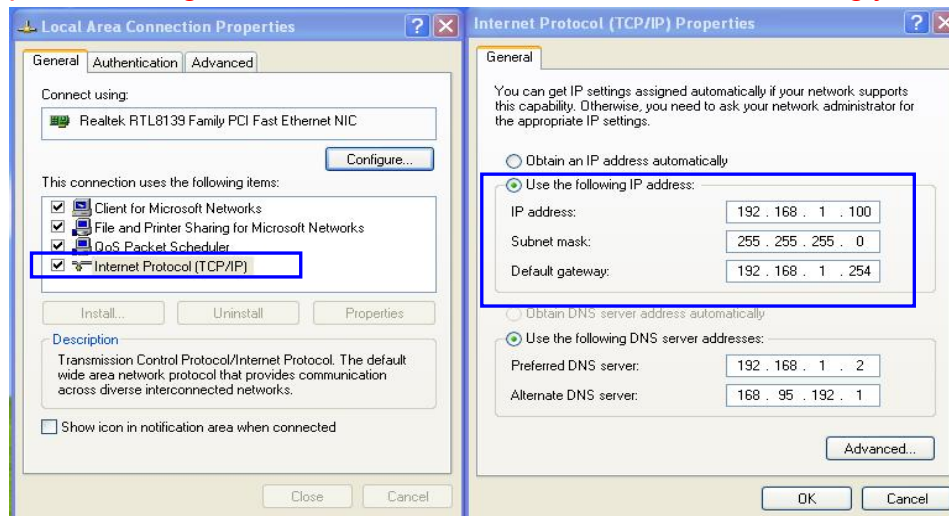 Local Area Connection Properties
General Authentication Advanced
Connect using:
Realtek RTL8139 Family PCI Fast Ethernet NIC
Configure...
This connection uses the following items:
Client for Microsoft Networks
File and Printer Sharing for Microsoft Networks
QoS Packet Scheduler
Internet Protocol (TCP/IP)
Install... Uninstall Properties
Description
Transmission Control Protocol/Internet Protocol. The default
wide area network protocol that provides communication
across diverse interconnected networks.
Show icon in notification area when connected
Close Cancel
Internet Protocol (TCP/IP) Properties
General
You can get IP settings assigned automatically if your network supports
this capability. Otherwise, you need to ask your network administrator for
the appropriate IP settings.
Obtain an IP address automatically
Use the following IP address:
IP address: 192 . 168 . 1 . 100
Subnet mask: 255 . 255 . 255 . 0
Default gateway: 192 . 168 . 1 . 254
Obtain DNS server address automatically
Use the following DNS server addresses:
Preferred DNS server: 192 . 168 . 1 . 2
Alternate DNS server: 168 . 95 . 192 . 1
Advanced...
OK Cancel